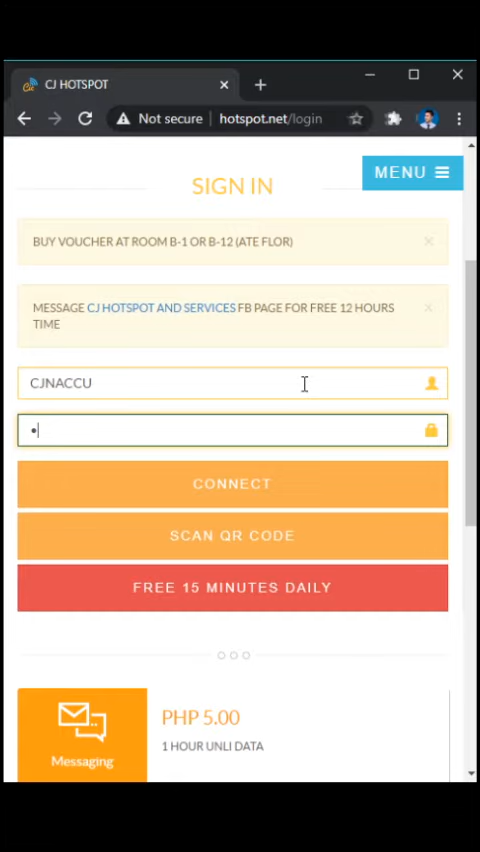 CJ HOTSPOT
Not secure hotspot.net/login
MENU
SIGN IN
BUY VOUCHER AT ROOM B-1 OR B-12 (ATE FLOR)
MESSAGE CJ HOTSPOT AND SERVICES FB PAGE FOR FREE 12 HOURS
TIME
CJNACCU
CONNECT
SCAN QR CODE
FREE 15 MINUTES DAILY
PHP 5.00
1 HOUR UNLI DATA
Messaging